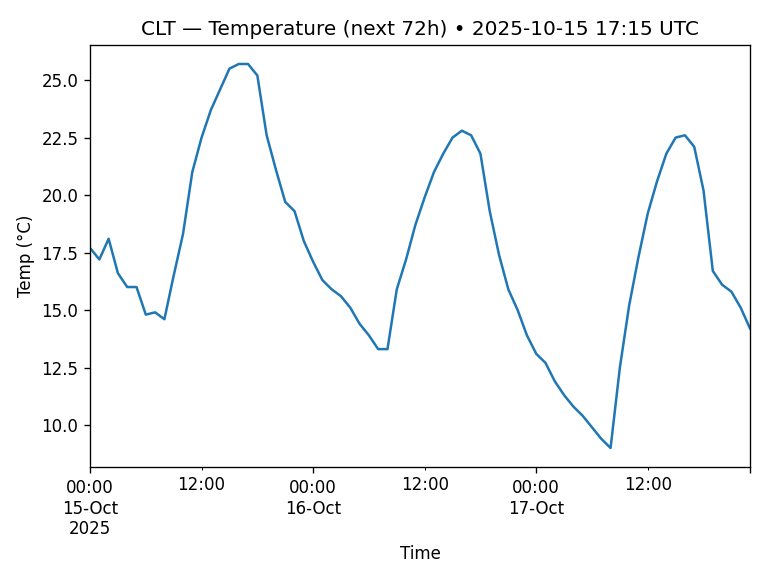 CLT — Temperature (next 72h) • 2025-10-15 17:15 UTC
25.0
22.5
20.0
17.5
15.0
12.5
10.0
Temp (°C)
00:00 12:00 00:00 12:00 00:00 12:00
15-Oct 16-Oct 17-Oct
2025
Time